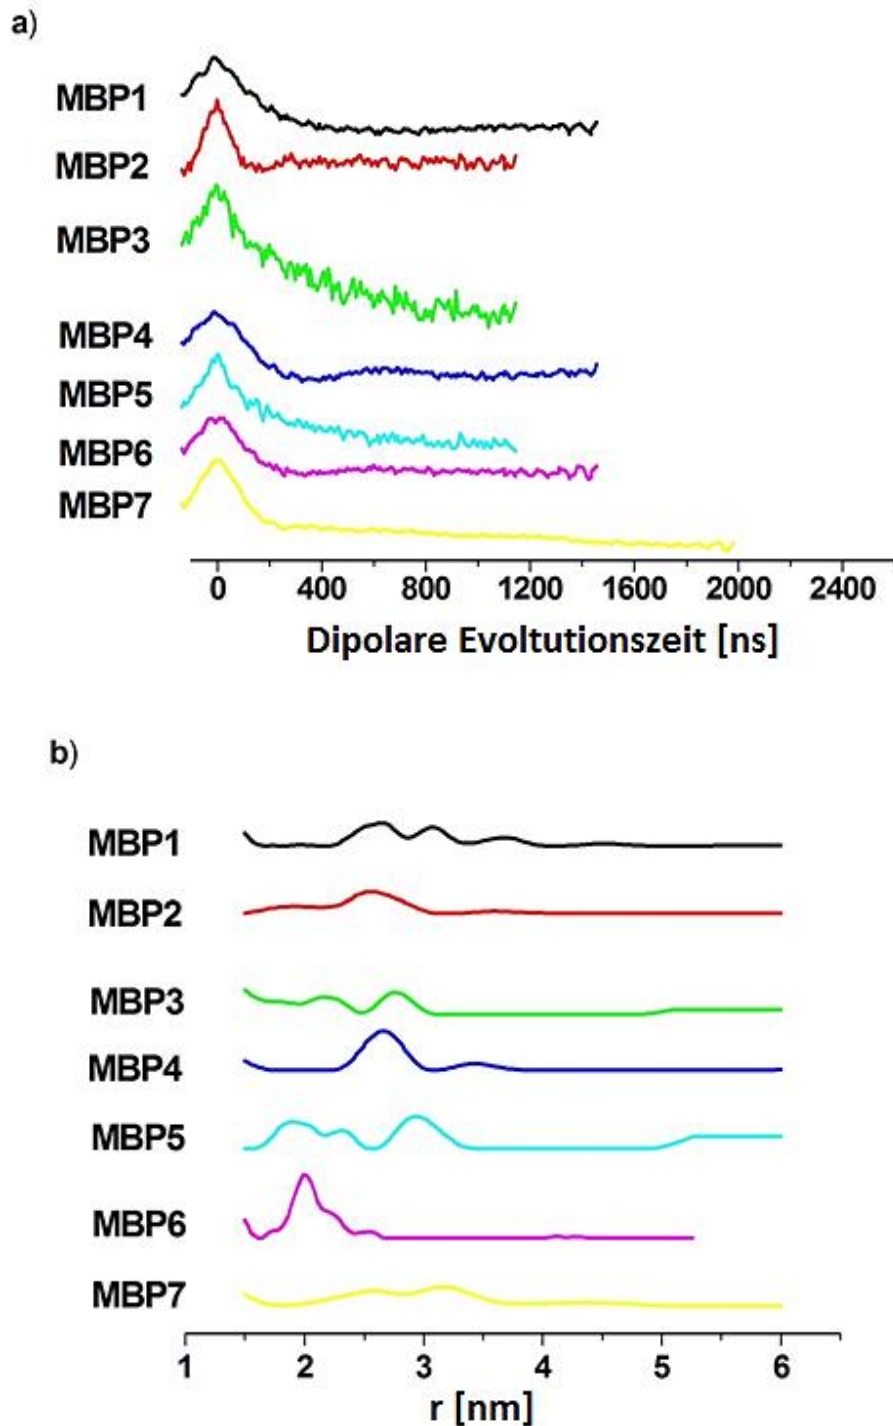 a)
MBP1
MBP2
MBP3
MBP4
MBP5
MBP6
MBP7
0 400 800 1200 1600 2000 2400
Dipolare Evoltutionszeit [ns]
b)
MBP1
MBP2
MBP3
MBP4
MBP5
MBP6
MBP7
1 2 3 4 5 6
r [nm]